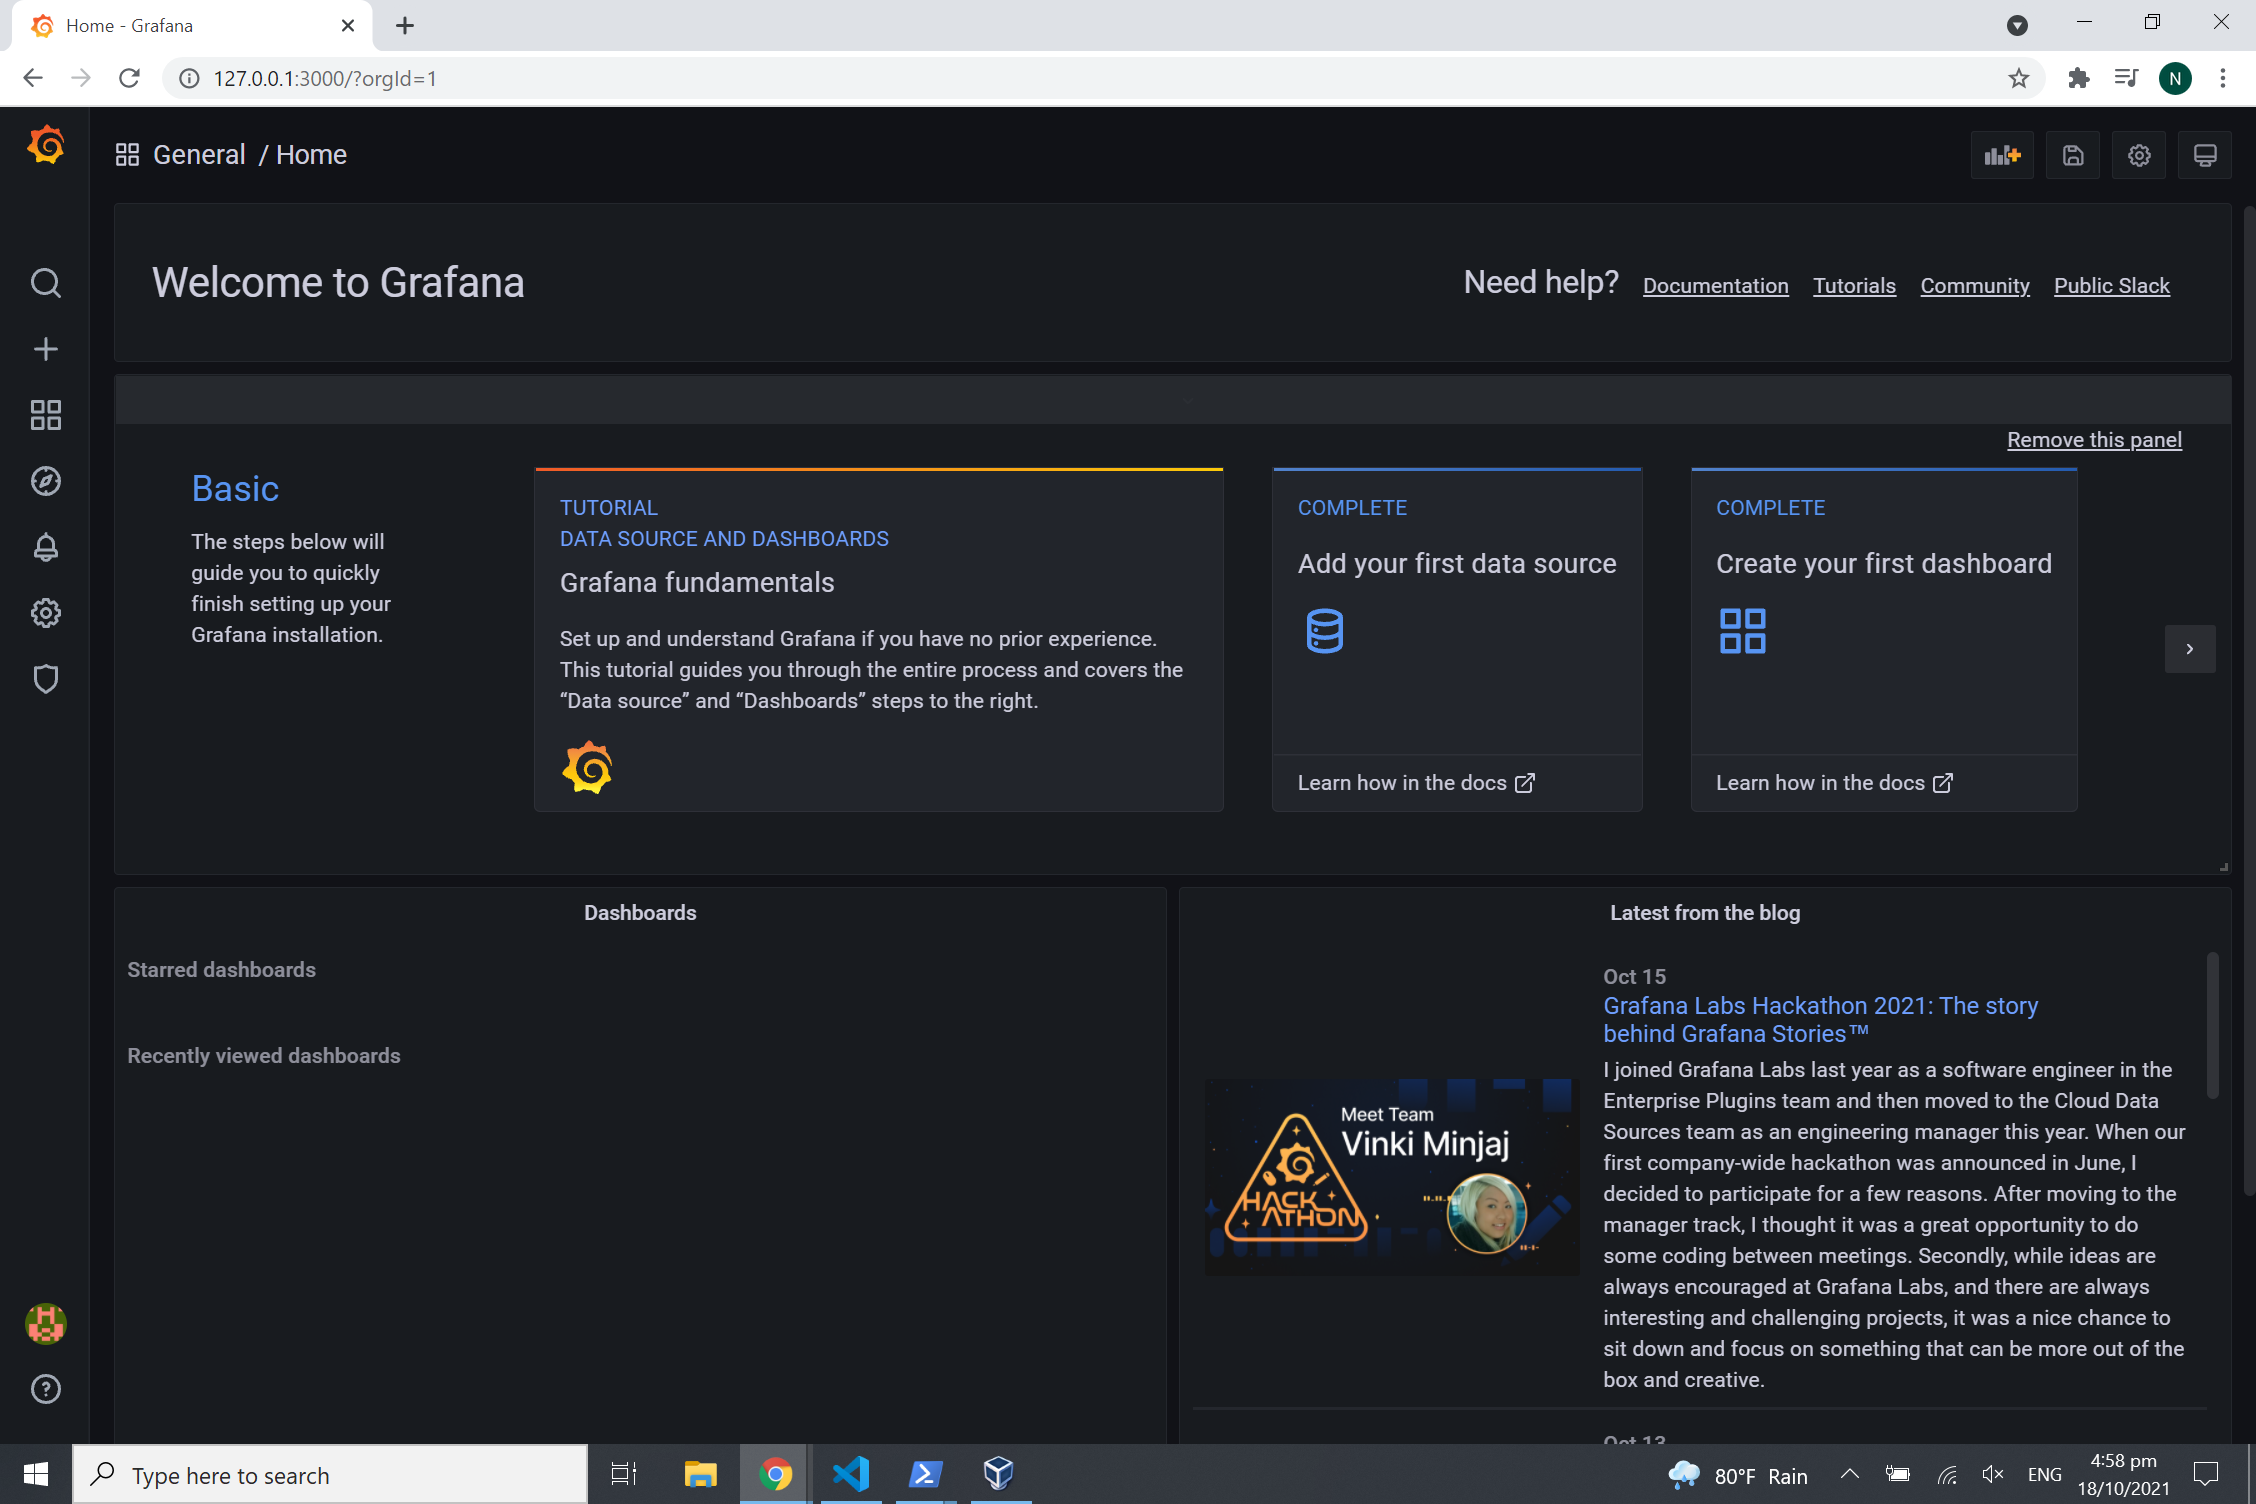 Home - Grafana
127.0.0.1:3000/?orgId=1
N
General / Home
Welcome to Grafana
Need help? Documentation Tutorials Community Public Slack
Remove this panel
Basic
The steps below will
guide you to quickly
finish setting up your
Grafana installation.
TUTORIAL
DATA SOURCE AND DASHBOARDS
Grafana fundamentals
Set up and understand Grafana if you have no prior experience.
This tutorial guides you through the entire process and covers the
“Data source” and “Dashboards” steps to the right.
COMPLETE
Add your first data source
Learn how in the docs
COMPLETE
Create your first dashboard
Learn how in the docs
Dashboards
Starred dashboards
Recently viewed dashboards
Latest from the blog
Meet Team
Vinki Minjaj
HACK
ATHON
Oct 15
Grafana Labs Hackathon 2021: The story
behind Grafana Stories™
I joined Grafana Labs last year as a software engineer in the
Enterprise Plugins team and then moved to the Cloud Data
Sources team as an engineering manager this year. When our
first company-wide hackathon was announced in June, I
decided to participate for a few reasons. After moving to the
manager track, I thought it was a great opportunity to do
some coding between meetings. Secondly, while ideas are
always encouraged at Grafana Labs, and there are always
interesting and challenging projects, it was a nice chance to
sit down and focus on something that can be more out of the
box and creative.
Oct 13
Type here to search
80°F Rain
ENG
4:58 pm
18/10/2021